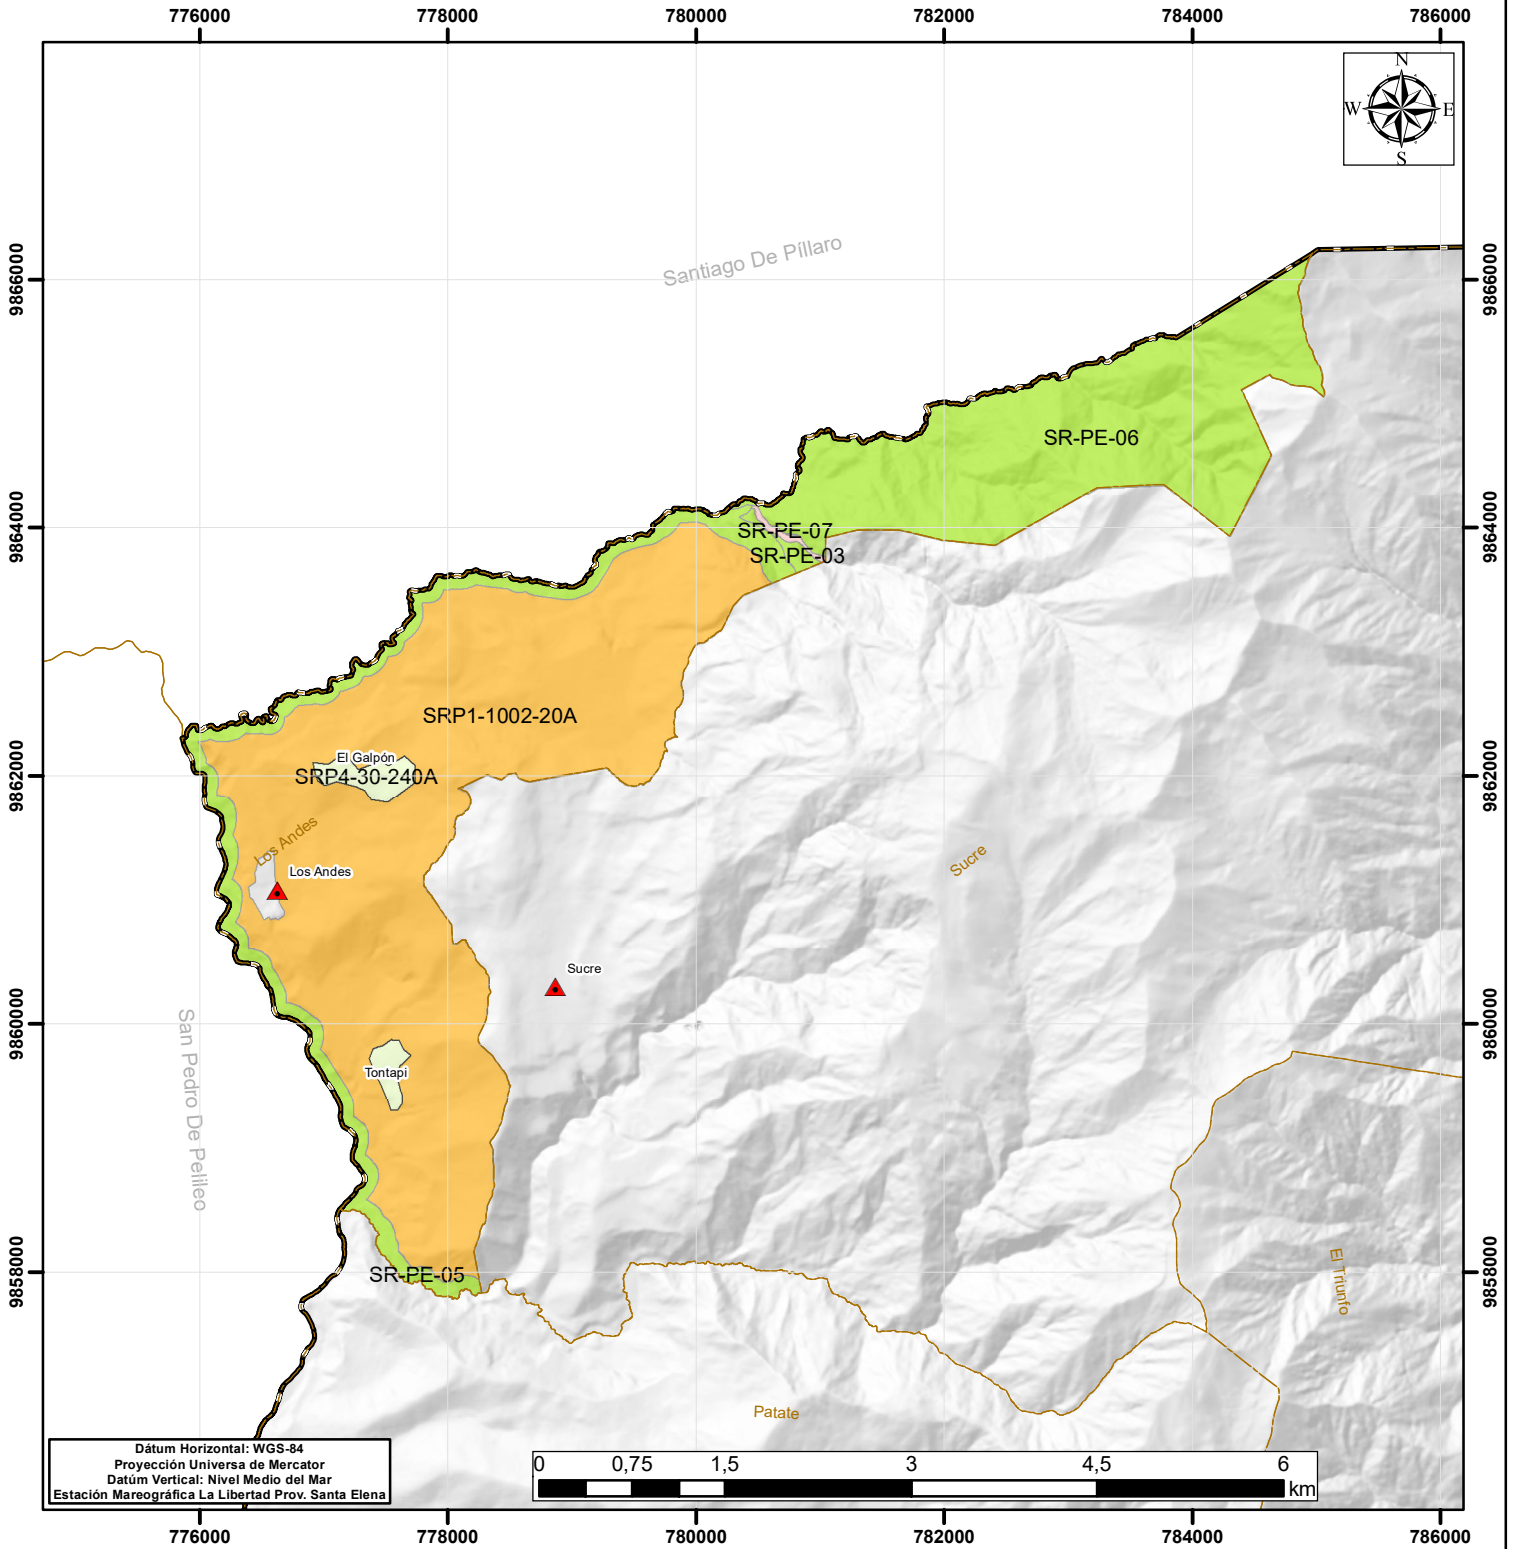 776000
778000
780000
782000
784000
786000
N
W
E
S
Santiago De Píllaro
9866000
9866000
SR-PE-06
9864000
9864000
SR-PE-07
SR-PE-03
SRP1-1002-20A
El Galpón
SRP4-30-240A
9862000
9862000
Los Andes
Los Andes
Sucre
Sucre
9860000
9860000
San Pedro De Pelileo
Tontapi
9858000
9858000
SR-PE-05
El Triunfo
Patate
Dátum Horizontal: WGS-84
Proyección Universa de Mercator
Datúm Vertical: Nivel Medio del Mar
Estación Mareográfica La Libertad Prov. Santa Elena
0
0,75
1,5
3
4,5
6
km
776000
778000
780000
782000
784000
786000